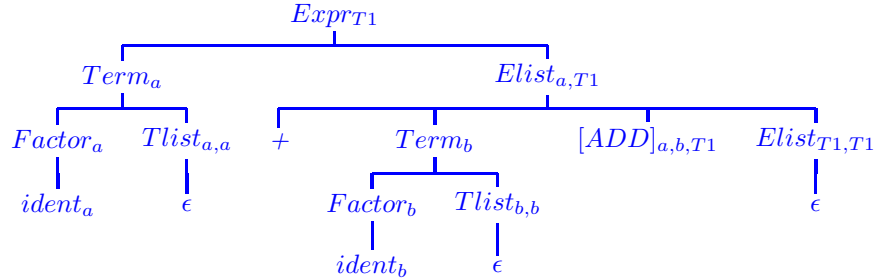 Expr_{T1}
Term_a Elist_{a,T1}
Factor_a Tlist_{a,a} + Term_b [ADD]_{a,b,T1} Elist_{T1,T1}
ident_a ϵ Factor_b Tlist_{b,b} ϵ
ident_b ϵ